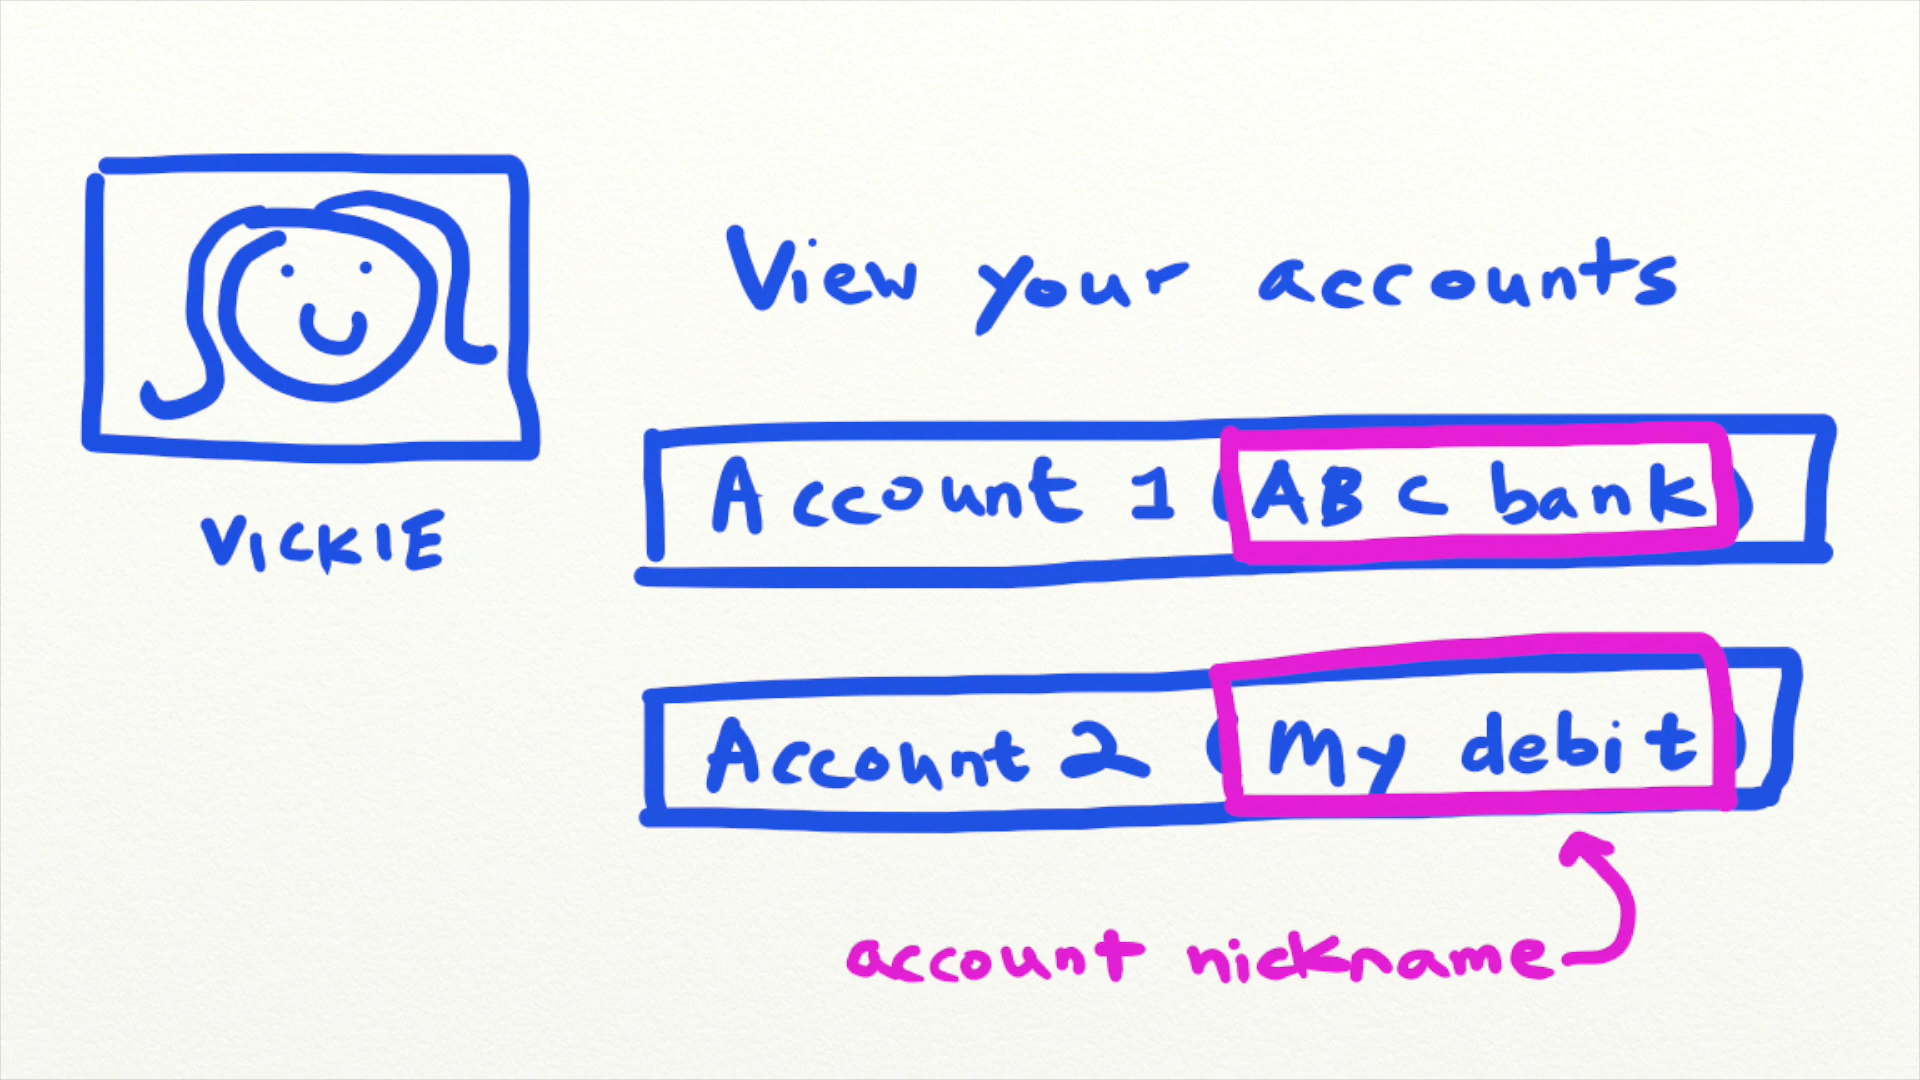 View your accounts
VICKIE
Account 1 (ABC bank)
Account 2 (My debit)
account nickname